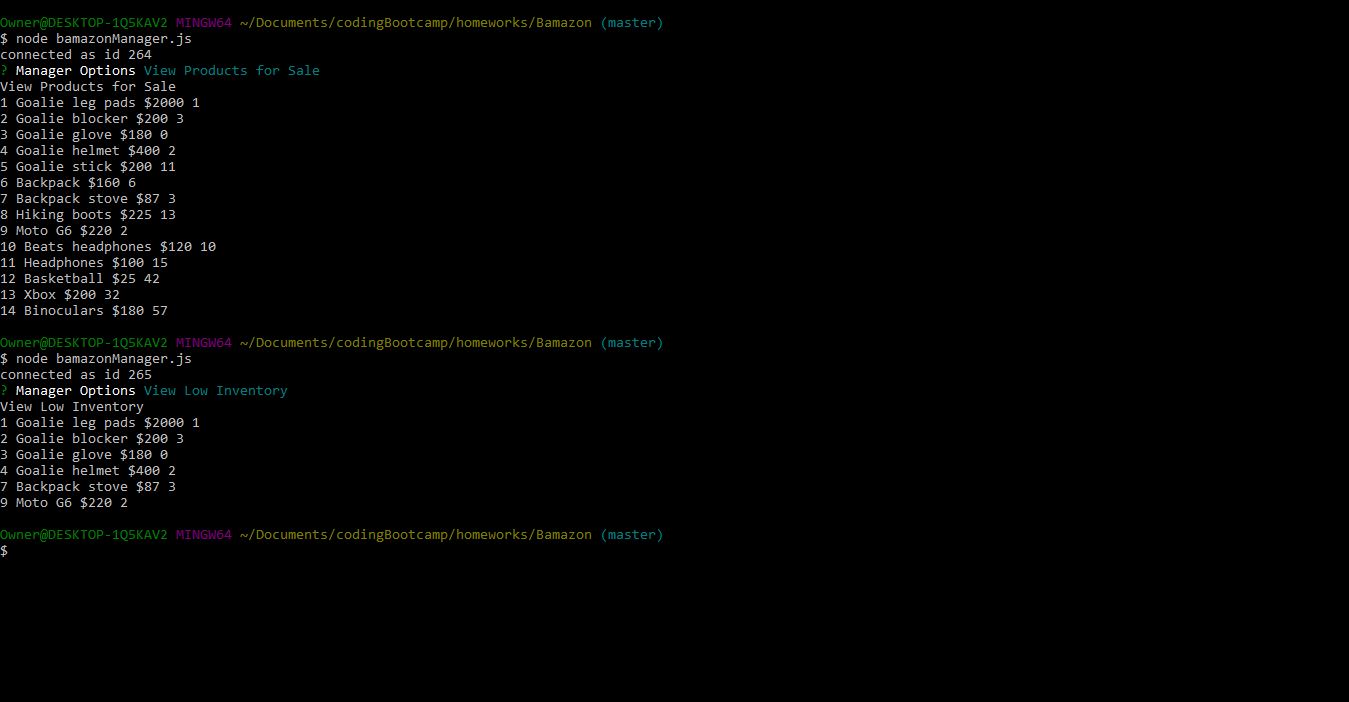 Owner@DESKTOP-1Q5KAV2 MINGW64 ~/Documents/codingBootcamp/homeworks/Bamazon (master)
$ node bamazonManager.js
connected as id 264
? Manager Options View Products for Sale
View Products for Sale
1 Goalie leg pads $2000 1
2 Goalie blocker $200 3
3 Goalie glove $180 0
4 Goalie helmet $400 2
5 Goalie stick $200 11
6 Backpack $160 6
7 Backpack stove $87 3
8 Hiking boots $225 13
9 Moto G6 $220 2
10 Beats headphones $120 10
11 Headphones $100 15
12 Basketball $25 42
13 Xbox $200 32
14 Binoculars $180 57
Owner@DESKTOP-1Q5KAV2 MINGW64 ~/Documents/codingBootcamp/homeworks/Bamazon (master)
$ node bamazonManager.js
connected as id 265
? Manager Options View Low Inventory
View Low Inventory
1 Goalie leg pads $2000 1
2 Goalie blocker $200 3
3 Goalie glove $180 0
4 Goalie helmet $400 2
7 Backpack stove $87 3
9 Moto G6 $220 2
Owner@DESKTOP-1Q5KAV2 MINGW64 ~/Documents/codingBootcamp/homeworks/Bamazon (master)
$